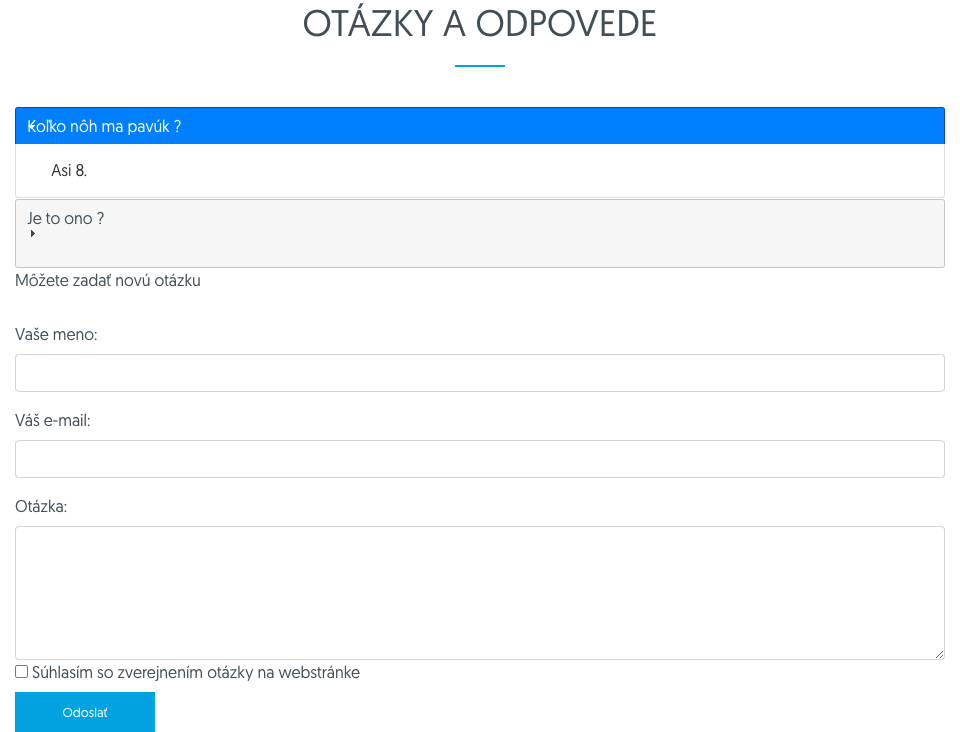 OTÁZKY A ODPOVEDE
Koľko nôh ma pavúk ?
Asi 8.
Je to ono ?
Môžete zadať novú otázku
Vaše meno:
Váš e-mail:
Otázka:
Súhlasím so zverejnením otázky na webstránke
Odoslať